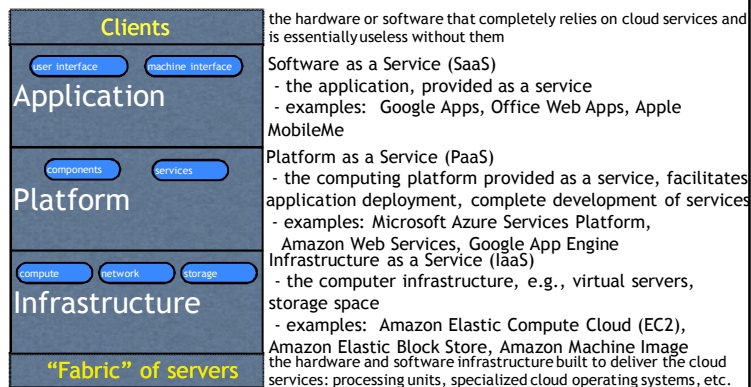 Clients
the hardware or software that completely relies on cloud services and
is essentially useless without them
user interface
machine interface
Application
Software as a Service (SaaS)
- the application, provided as a service
- examples: Google Apps, Office Web Apps, Apple
MobileMe
components
services
Platform
Platform as a Service (PaaS)
- the computing platform provided as a service, facilitates
application deployment, complete development of services
- examples: Microsoft Azure Services Platform,
Amazon Web Services, Google App Engine
compute
network
storage
Infrastructure
Infrastructure as a Service (IaaS)
- the computer infrastructure, e.g., virtual servers,
storage space
- examples: Amazon Elastic Compute Cloud (EC2),
Amazon Elastic Block Store, Amazon Machine Image
“Fabric” of servers
the hardware and software infrastructure built to deliver the cloud
services: processing units, specialized cloud operating systems, etc.